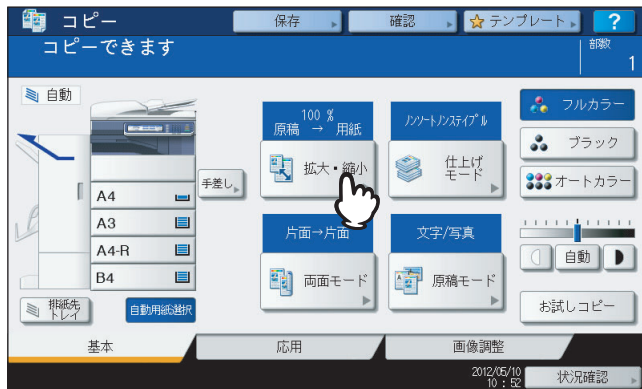 コピー
保存
確認
テンプレート
?
コピーできます
部数
1
自動
手差し
A4
A3
A4-R
B4
排紙先
トレイ
自動用紙選択
100 %
原稿 → 用紙
拡大・縮小
ノンソートノンステイプル
仕上げ
モード
片面→片面
両面モード
文字/写真
原稿モード
フルカラー
ブラック
オートカラー
自動
お試しコピー
基本
応用
画像調整
2012/05/10
10 : 52
状況確認